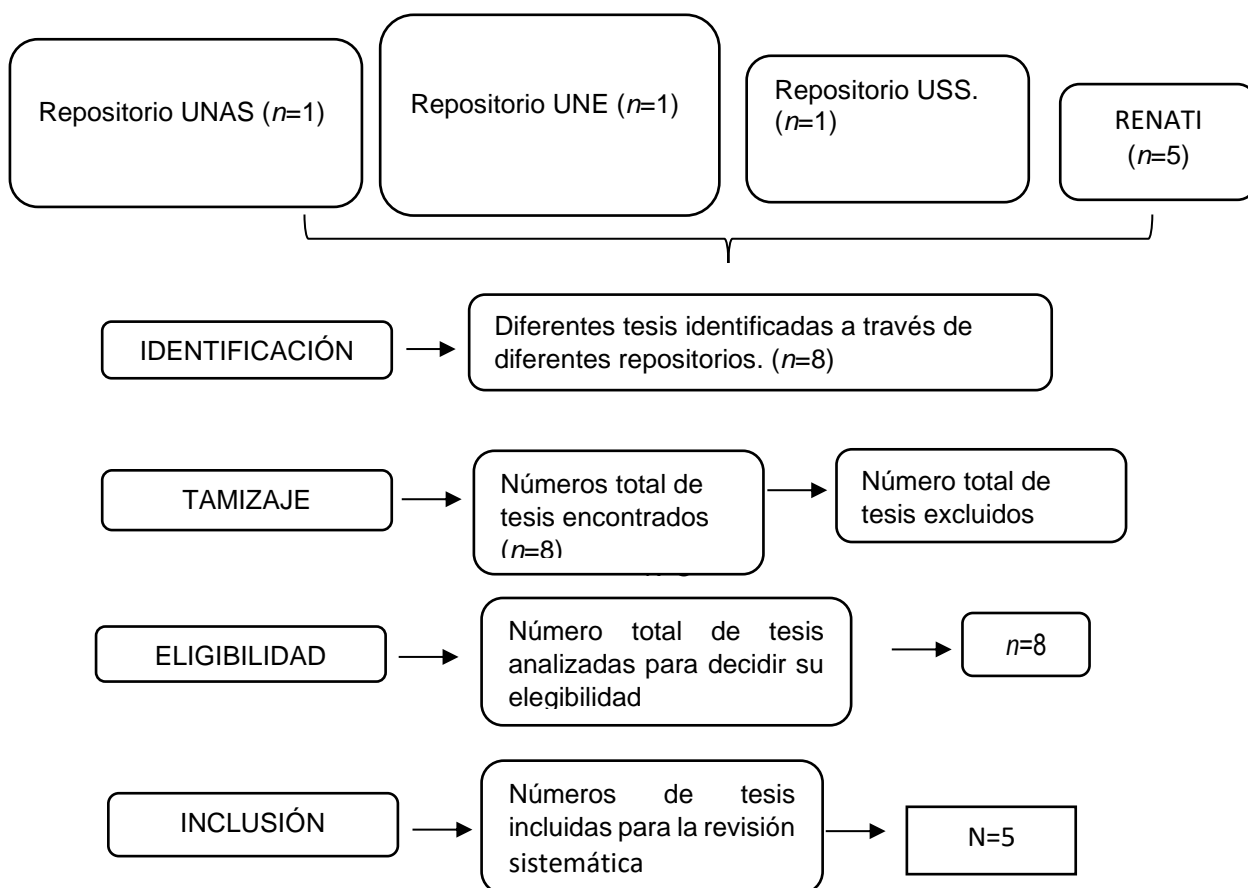 Repositorio UNAS (n=1)
Repositorio UNE (n=1)
Repositorio USS.
(n=1)
RENATI
(n=5)
IDENTIFICACIÓN
Diferentes tesis identificadas a través de
diferentes repositorios. (n=8)
TAMIZAJE
Números total de
tesis encontrados
(n=8)
Número total de
tesis excluidos
ELIGIBILIDAD
Número total de tesis
analizadas para decidir su
elegibilidad
n=8
INCLUSIÓN
Números de tesis
incluidas para la revisión
sistemática
N=5